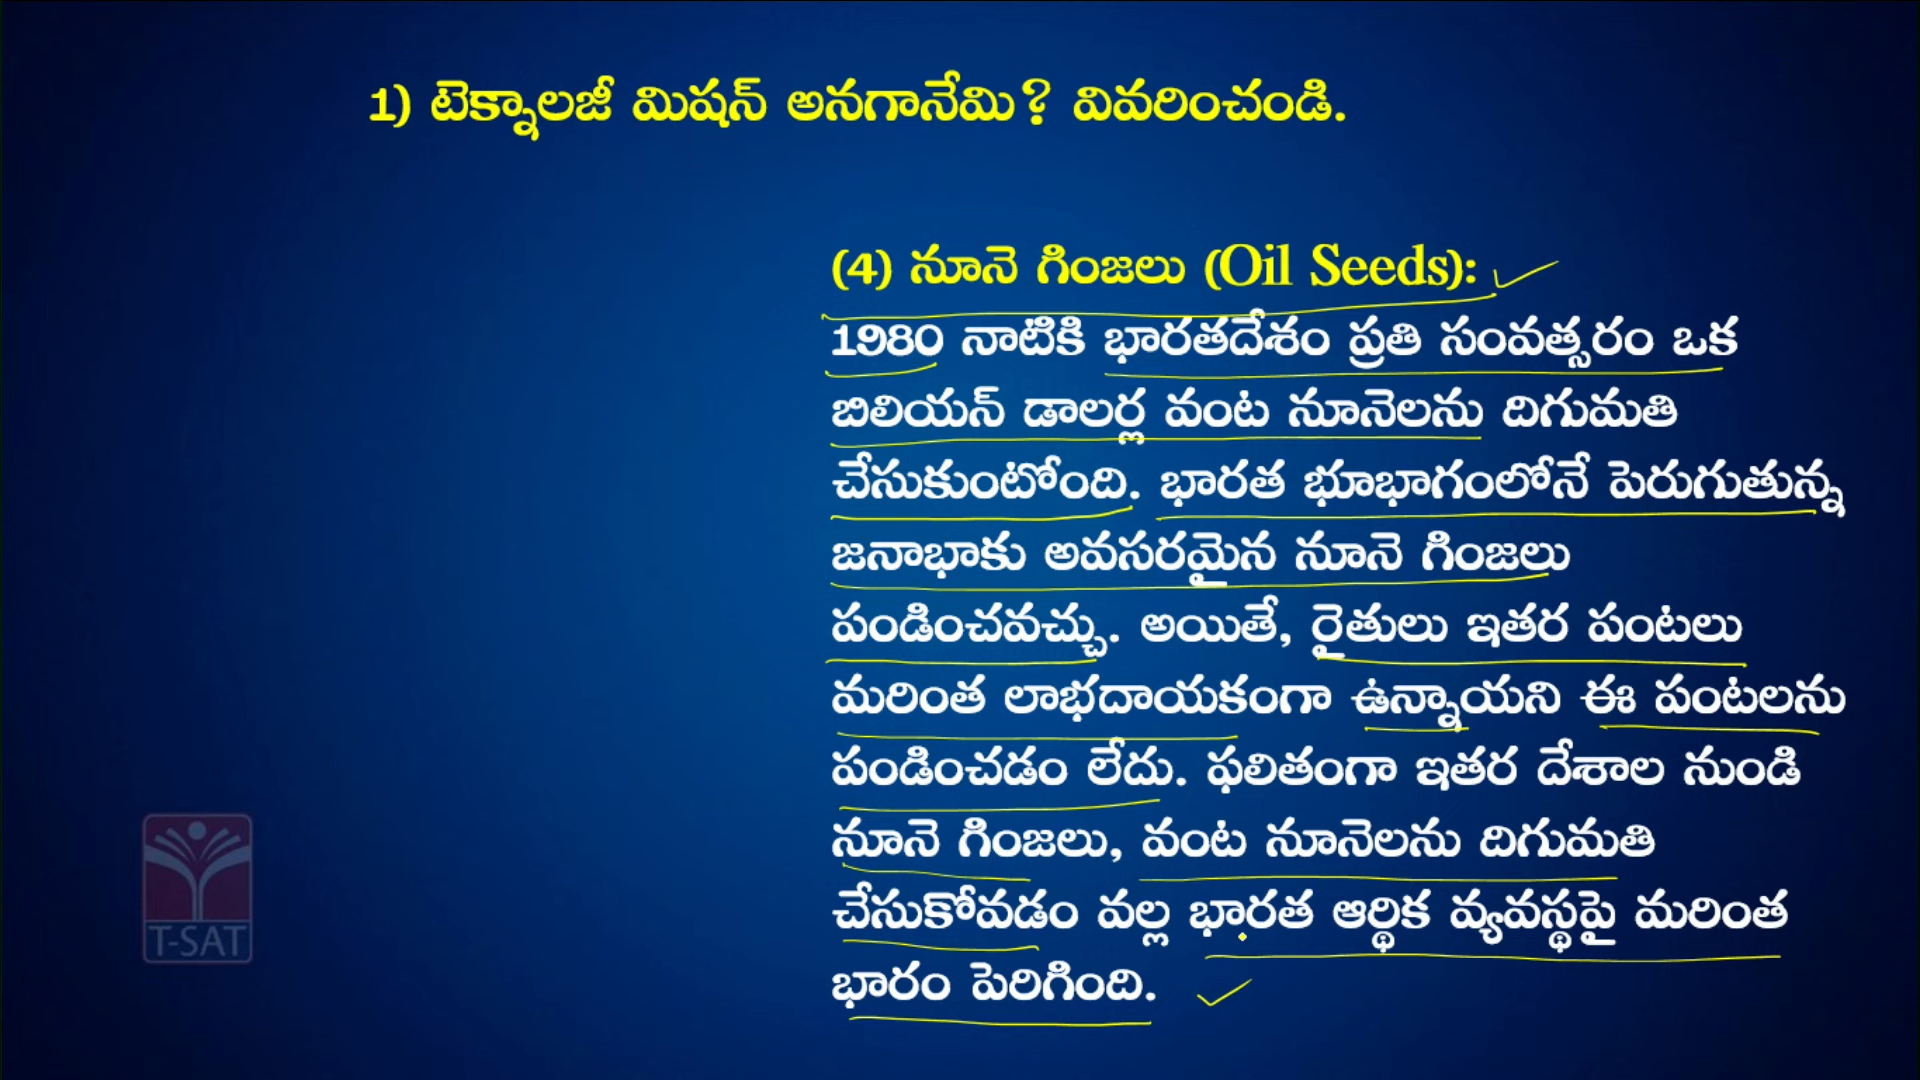 1) టెక్నాలజీ మిషన్ అనగానేమి? వివరించండి.
(4) నూనె గింజలు (Oil Seeds):
1980 నాటికి భారతదేశం ప్రతి సంవత్సరం ఒక
బిలియన్ డాలర్ల వంట నూనెలను దిగుమతి
చేసుకుంటోంది. భారత భూభాగంలోనే పెరుగుతున్న
జనాభాకు అవసరమైన నూనె గింజలు
పండించవచ్చు. అయితే, రైతులు ఇతర పంటలు
మరింత లాభదాయకంగా ఉన్నాయని ఈ పంటలను
పండించడం లేదు. ఫలితంగా ఇతర దేశాల నుండి
నూనె గింజలు, వంట నూనెలను దిగుమతి
చేసుకోవడం వల్ల భారత ఆర్థిక వ్యవస్థపై మరింత
భారం పెరిగింది.
T-SAT